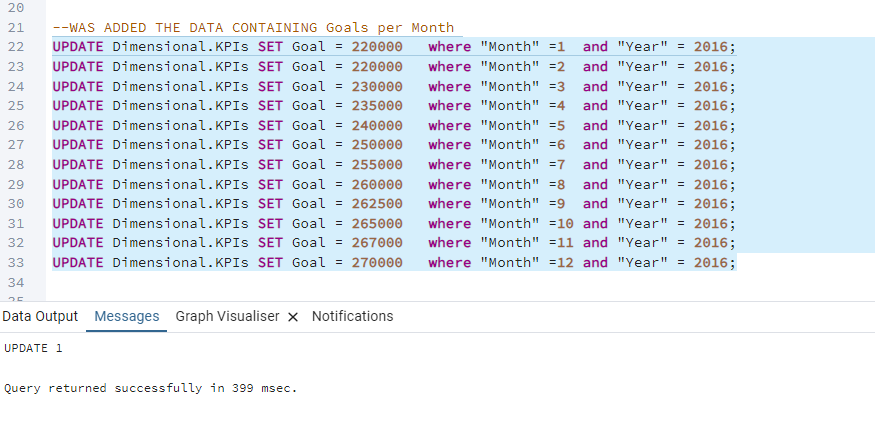 20
21 --WAS ADDED THE DATA CONTAINING Goals per Month
22 UPDATE Dimensional.KPIs SET Goal = 220000 where "Month" =1 and "Year" = 2016;
23 UPDATE Dimensional.KPIs SET Goal = 220000 where "Month" =2 and "Year" = 2016;
24 UPDATE Dimensional.KPIs SET Goal = 230000 where "Month" =3 and "Year" = 2016;
25 UPDATE Dimensional.KPIs SET Goal = 235000 where "Month" =4 and "Year" = 2016;
26 UPDATE Dimensional.KPIs SET Goal = 240000 where "Month" =5 and "Year" = 2016;
27 UPDATE Dimensional.KPIs SET Goal = 250000 where "Month" =6 and "Year" = 2016;
28 UPDATE Dimensional.KPIs SET Goal = 255000 where "Month" =7 and "Year" = 2016;
29 UPDATE Dimensional.KPIs SET Goal = 260000 where "Month" =8 and "Year" = 2016;
30 UPDATE Dimensional.KPIs SET Goal = 262500 where "Month" =9 and "Year" = 2016;
31 UPDATE Dimensional.KPIs SET Goal = 265000 where "Month" =10 and "Year" = 2016;
32 UPDATE Dimensional.KPIs SET Goal = 267000 where "Month" =11 and "Year" = 2016;
33 UPDATE Dimensional.KPIs SET Goal = 270000 where "Month" =12 and "Year" = 2016;
34
35
Data Output Messages Graph Visualiser × Notifications
UPDATE 1
Query returned successfully in 399 msec.